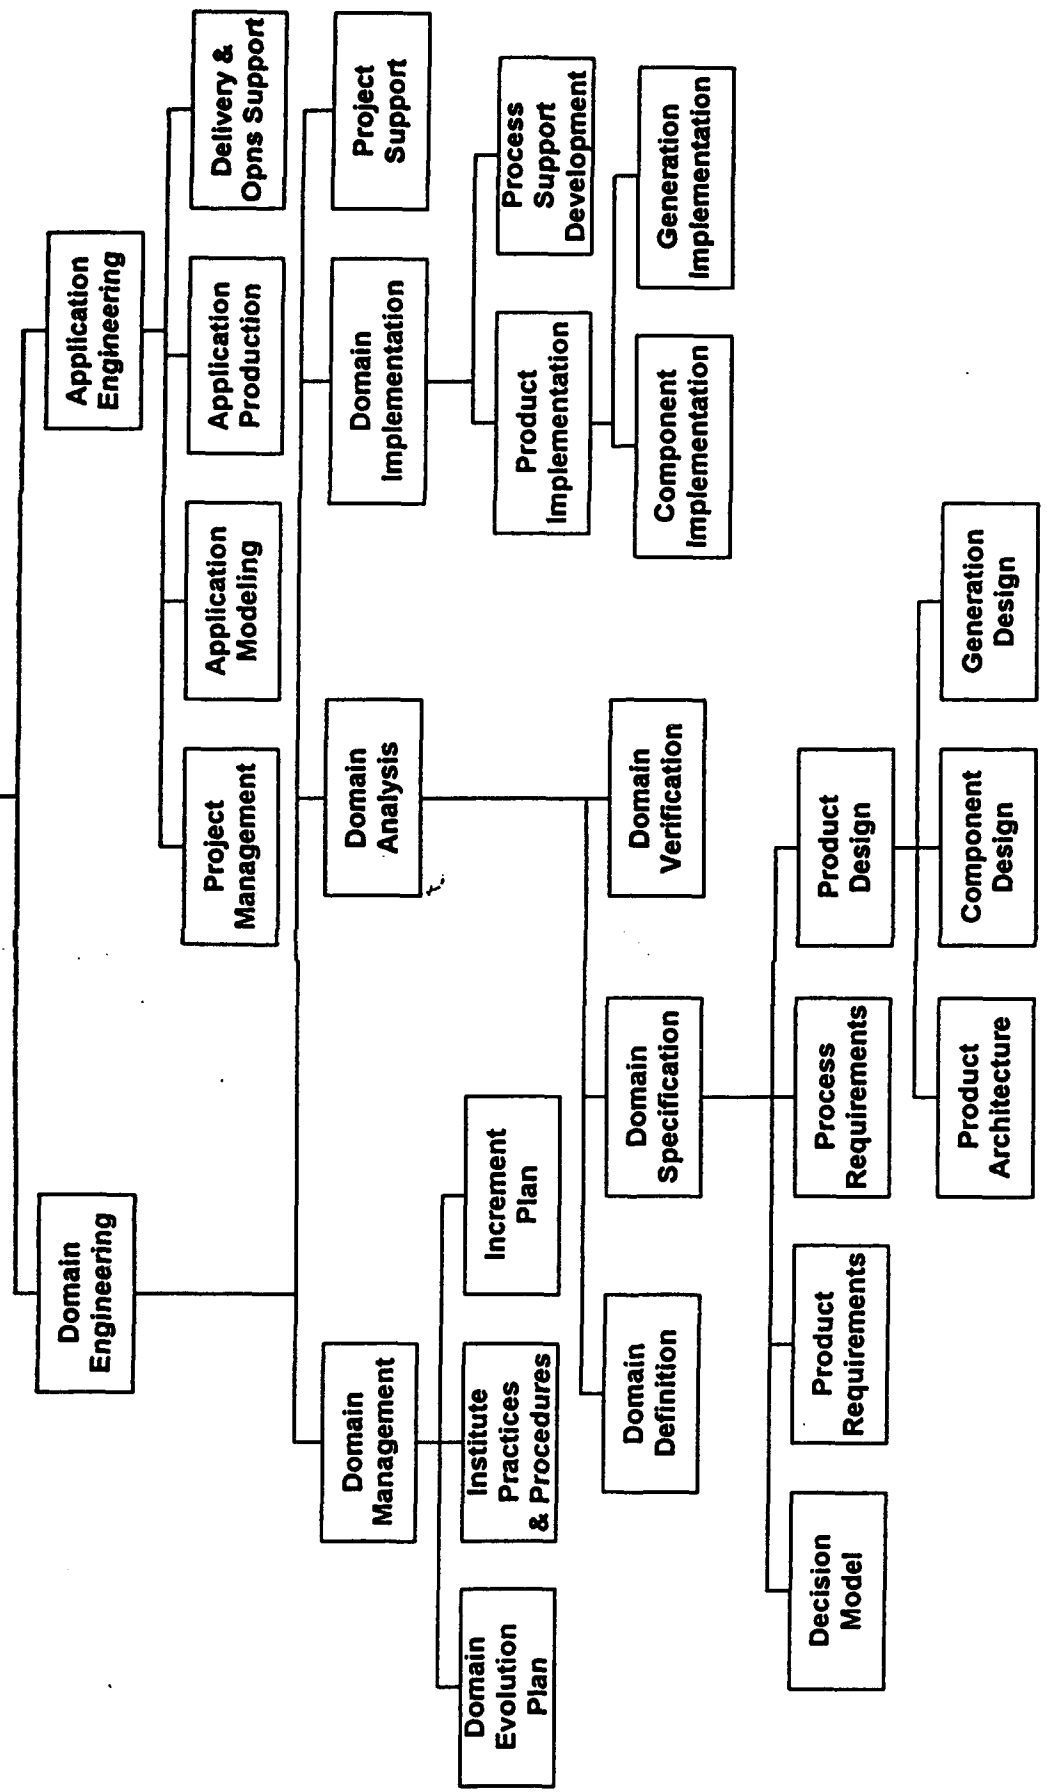 Domain
Engineering
Application
Engineering
Project
Management
Application
Modeling
Application
Production
Delivery &
Opns Support
Domain
Management
Domain
Analysis
Domain
Implementation
Project
Support
Domain
Evolution
Plan
Institute
Practices
& Procedures
Increment
Plan
Product
Implementation
Process
Support
Development
Domain
Definition
Domain
Specification
Domain
Verification
Component
Implementation
Generation
Implementation
Decision
Model
Product
Requirements
Process
Requirements
Product
Design
Product
Architecture
Component
Design
Generation
Design